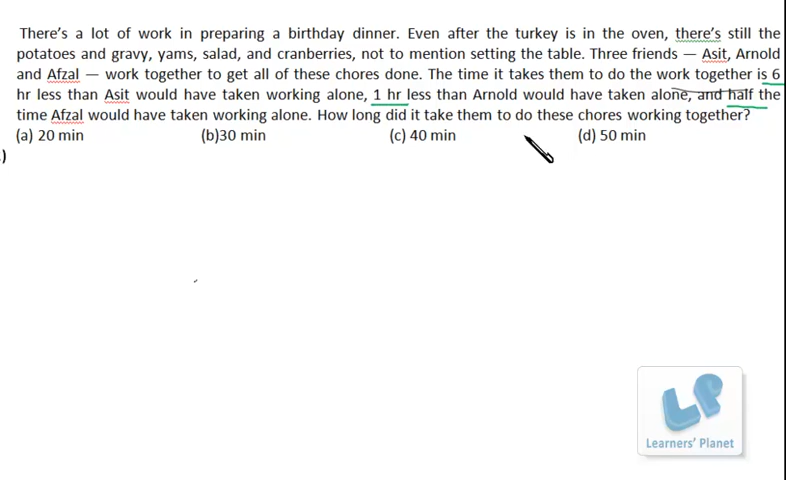 There's a lot of work in preparing a birthday dinner. Even after the turkey is in the oven, there's still the
potatoes and gravy, yams, salad, and cranberries, not to mention setting the table. Three friends — Asit, Arnold
and Afzal — work together to get all of these chores done. The time it takes them to do the work together is 6
hr less than Asit would have taken working alone, 1 hr less than Arnold would have taken alone, and half the
time Afzal would have taken working alone. How long did it take them to do these chores working together?
(a) 20 min (b)30 min (c) 40 min (d) 50 min
)
LP
Learners' Planet